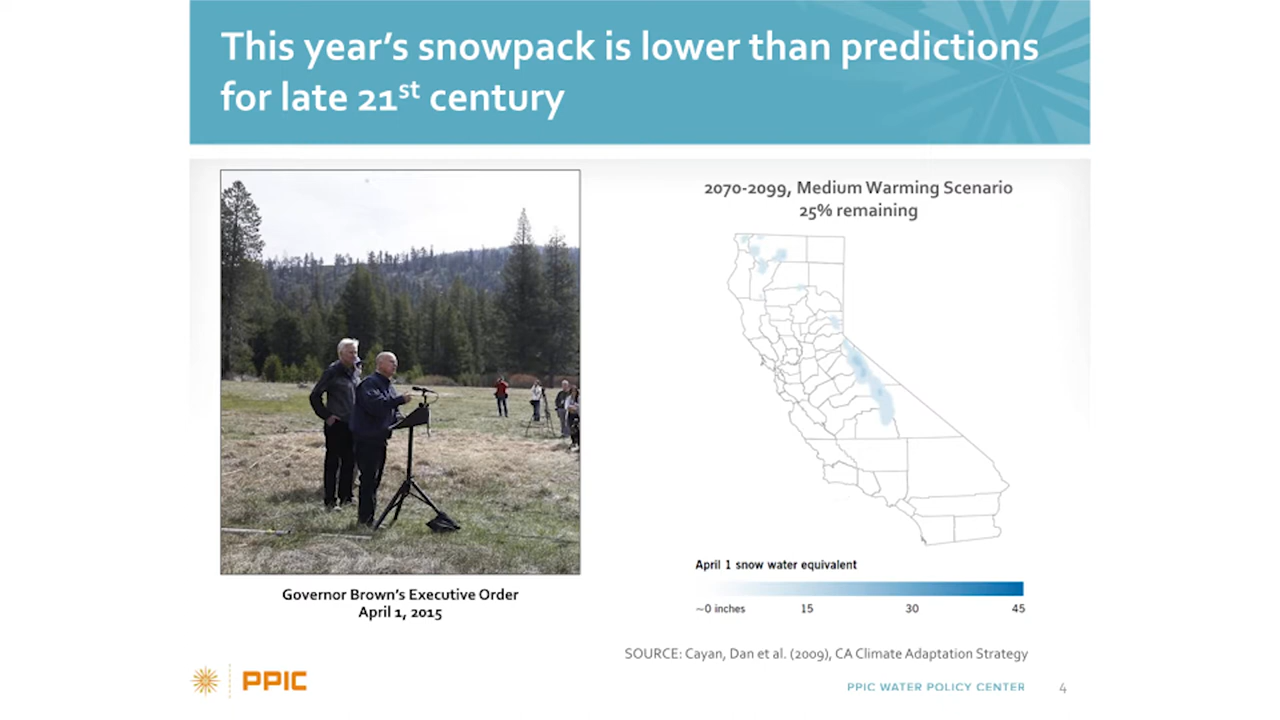 This year's snowpack is lower than predictions
for late 21st century
2070-2099, Medium Warming Scenario
25% remaining
April 1 snow water equivalent
~0 inches 15 30 45
Governor Brown's Executive Order
April 1, 2015
SOURCE: Cayan, Dan et al. (2009), CA Climate Adaptation Strategy
PPIC
PPIC WATER POLICY CENTER 4